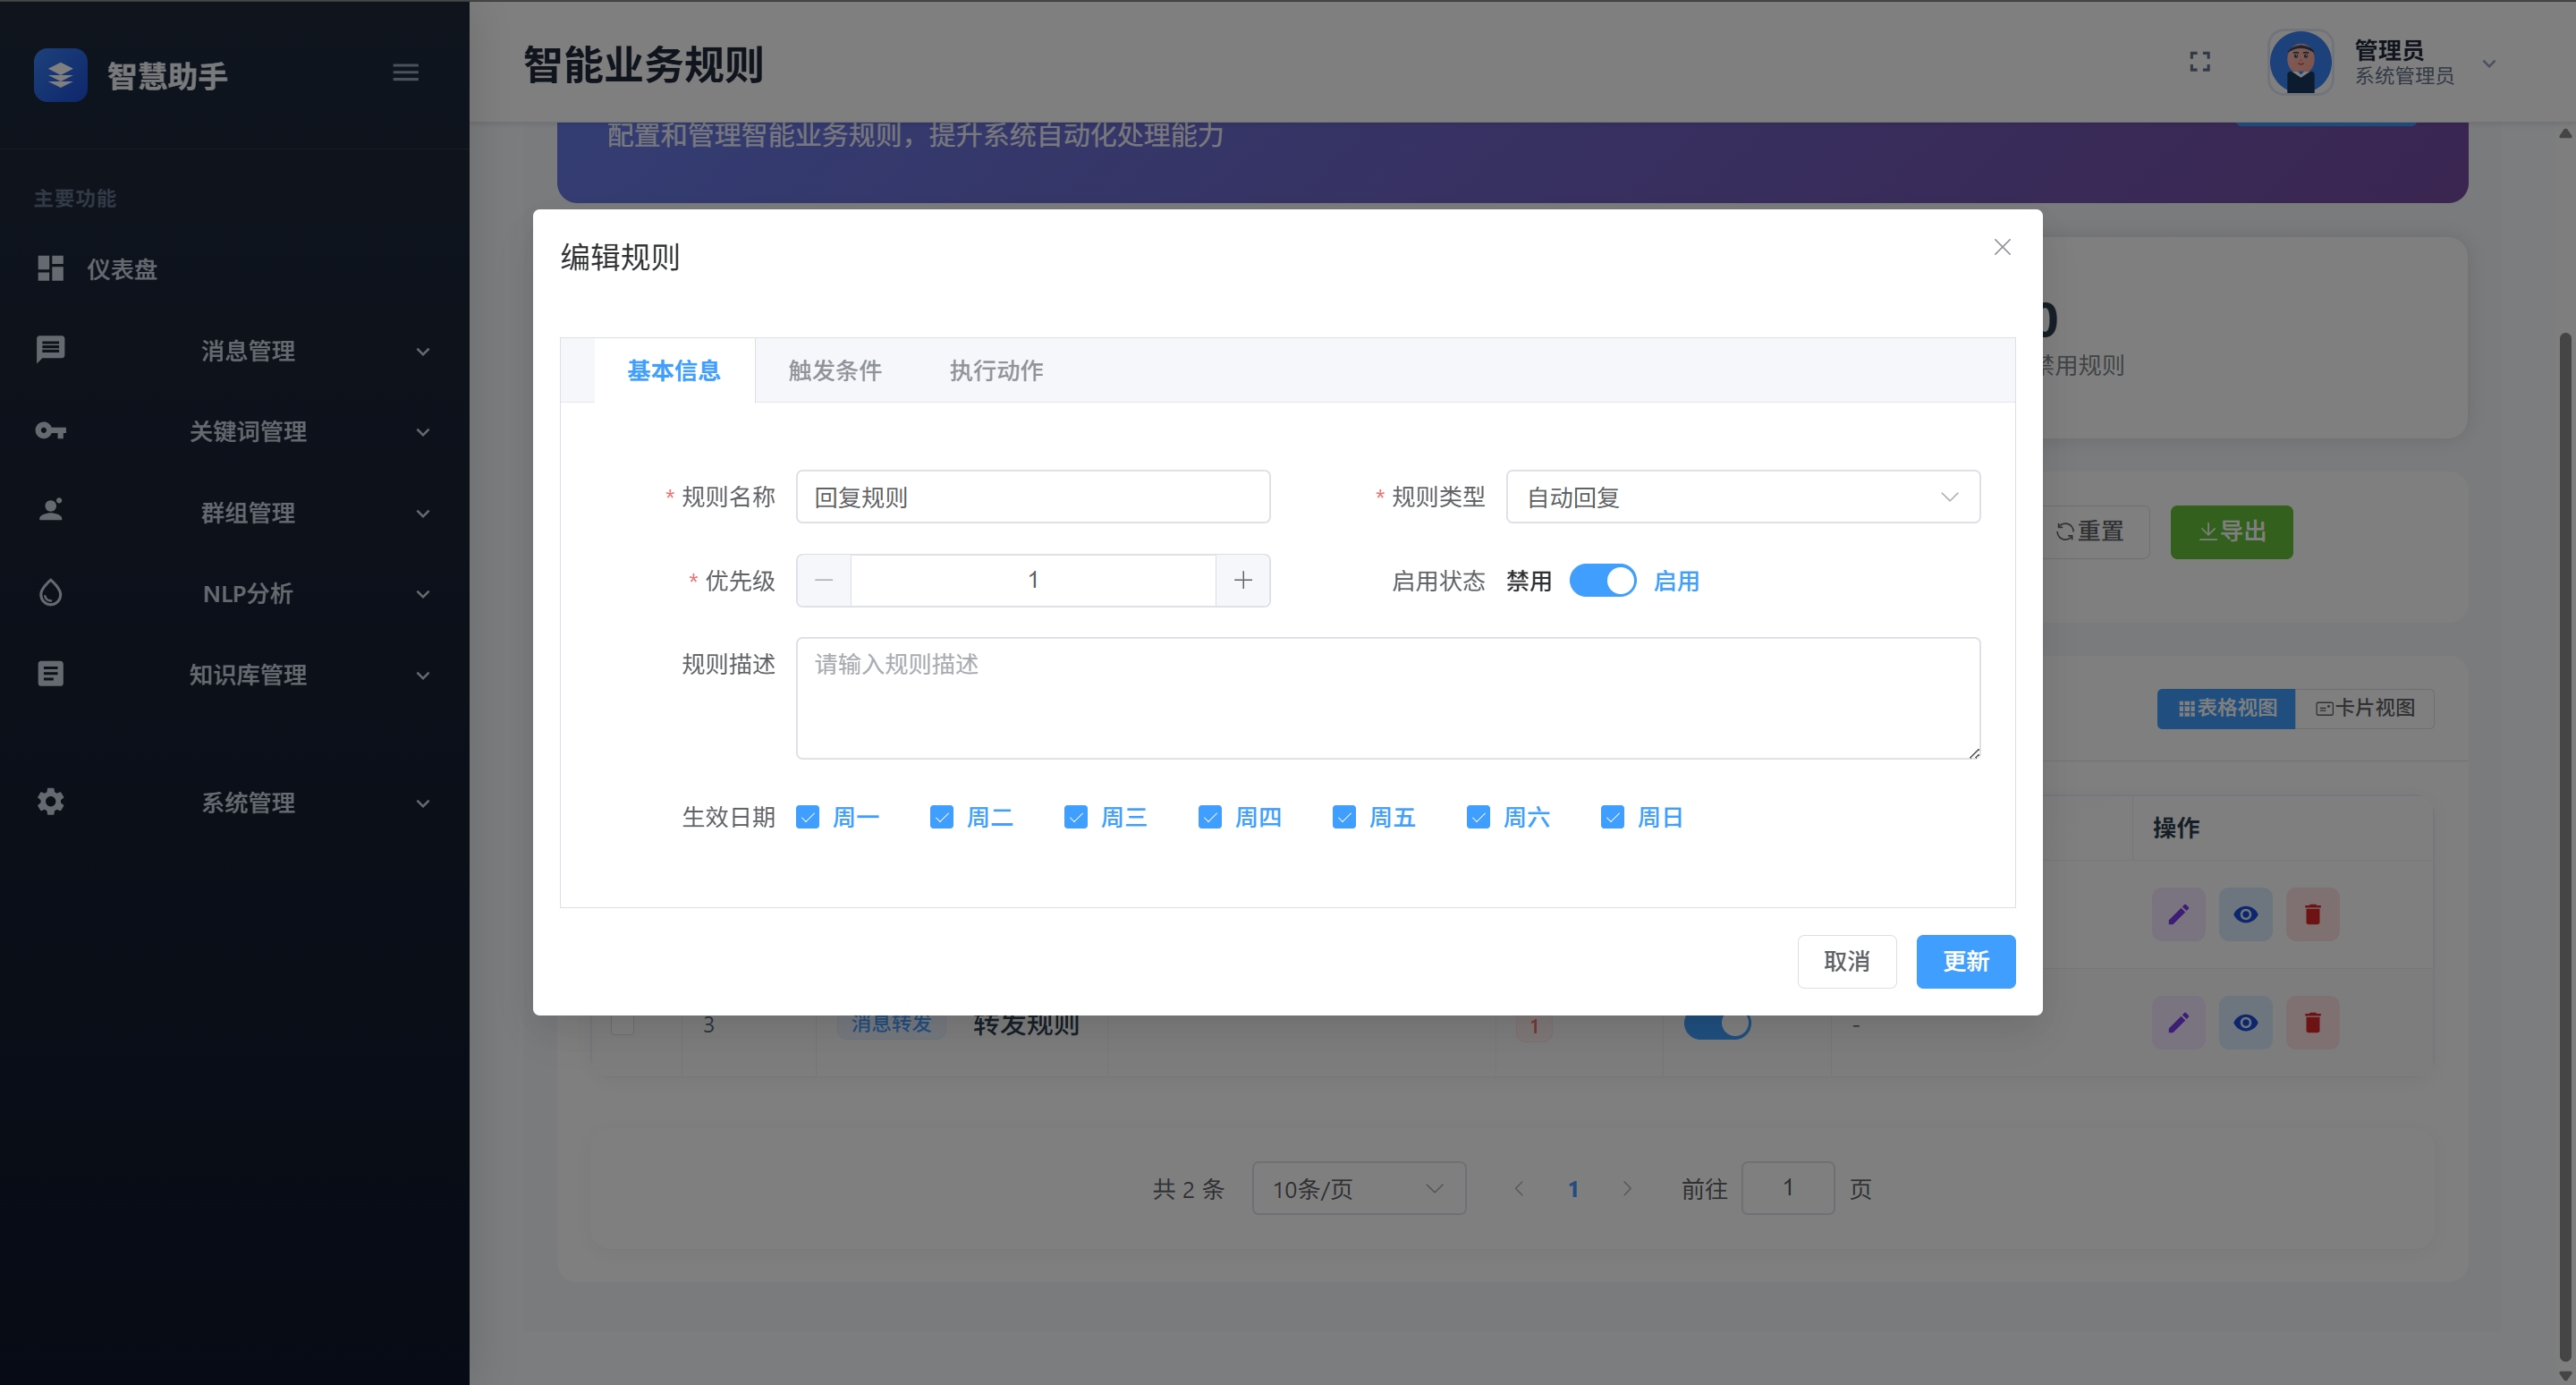 智慧助手
智能业务规则
管理员
系统管理员
主要功能
仪表盘
消息管理
关键词管理
群组管理
NLP分析
知识库管理
系统管理
配置和管理智能业务规则，提升系统自动化处理能力
0
禁用规则
重置
导出
表格视图
卡片视图
操作
编辑规则
基本信息 触发条件 执行动作
* 规则名称 回复规则 * 规则类型 自动回复
* 优先级 1 启用状态 禁用 启用
规则描述 请输入规则描述
生效日期 周一 周二 周三 周四 周五 周六 周日
取消 更新
3 消息转发 转发规则 1 -
共 2 条 10条/页 1 前往 1 页